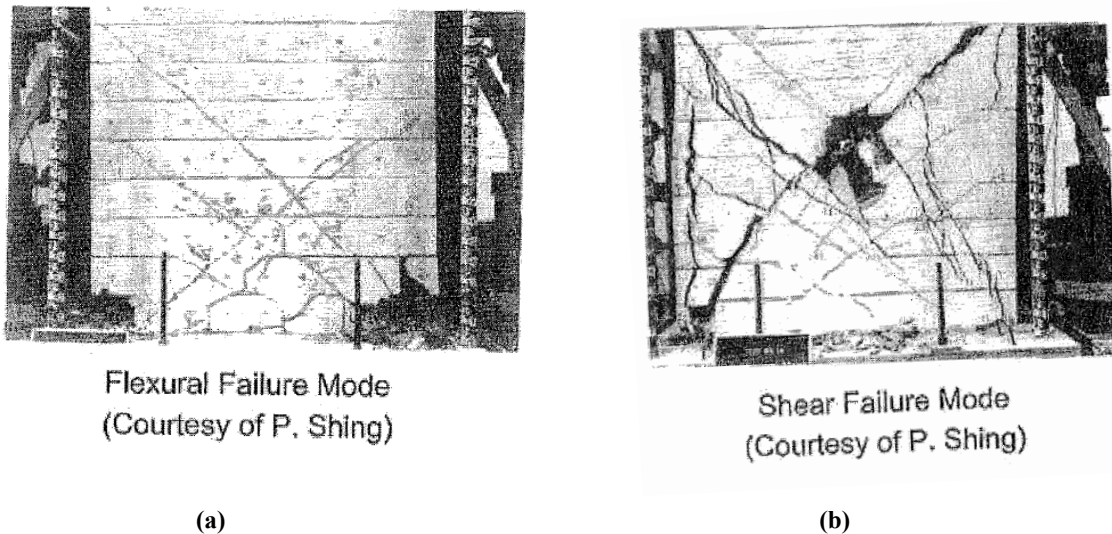 Flexural Failure Mode
(Courtesy of P. Shing)
Shear Failure Mode
(Courtesy of P. Shing)
(a)
(b)